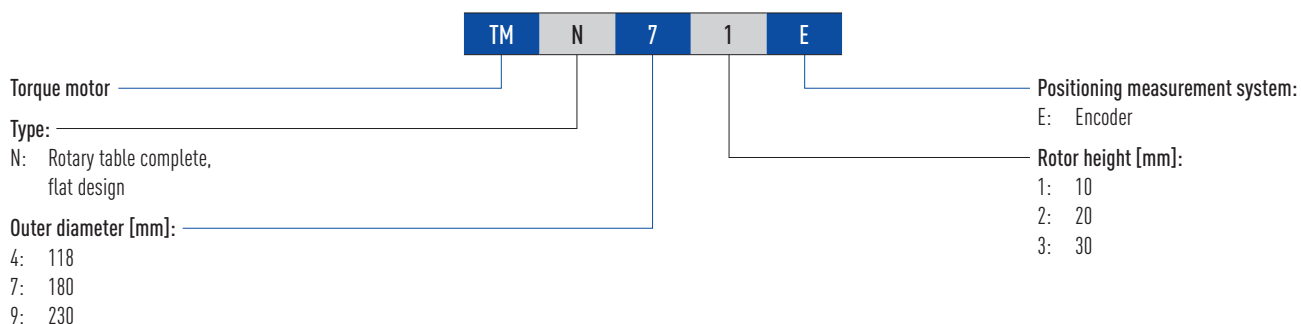 TM N 7 1 E
Torque motor
Type:
N: Rotary table complete,
flat design
Outer diameter [mm]:
4: 118
7: 180
9: 230
Positioning measurement system:
E: Encoder
Rotor height [mm]:
1: 10
2: 20
3: 30